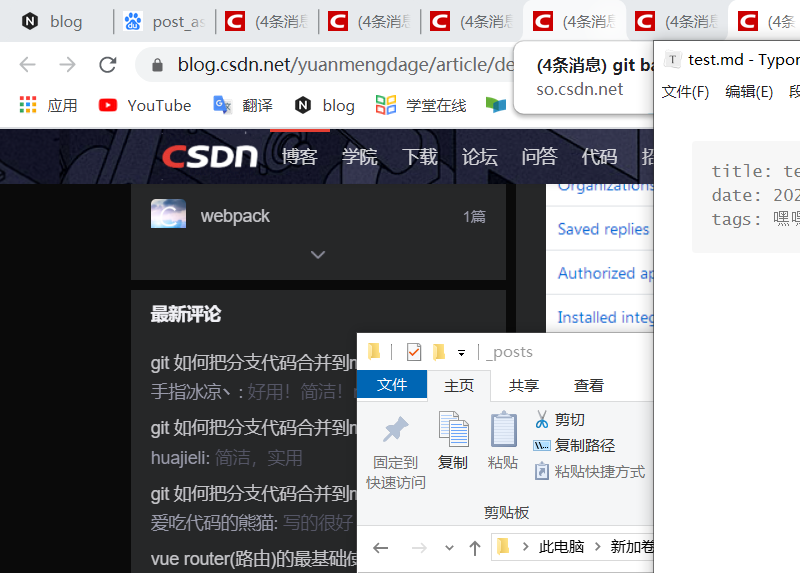 blog
post_as
(4条消息
(4条消息
(4条消息
(4条消息
(4条消息
(4条
blog.csdn.net/yuanmengdage/article/de
(4条消息) git ba
so.csdn.net
test.md - Typor
文件(F) 编辑(E) 段
应用
YouTube
翻译
blog
学堂在线
CSDN
博客 学院 下载 论坛 问答 代码 招
title: te
date: 202
tags: 嘿嘿
webpack
1篇
Organizations
Saved replies
Authorized ap
Installed integ
最新评论
git 如何把分支代码合并到m
手指冰凉丶: 好用！简洁！
git 如何把分支代码合并到m
huajieli: 简洁，实用
git 如何把分支代码合并到m
爱吃代码的熊猫: 写的很好
vue router(路由)的最基础使
_posts
文件 主页 共享 查看
固定到
快速访问
复制
粘贴
剪切
复制路径
粘贴快捷方式
剪贴板
此电脑 > 新加卷